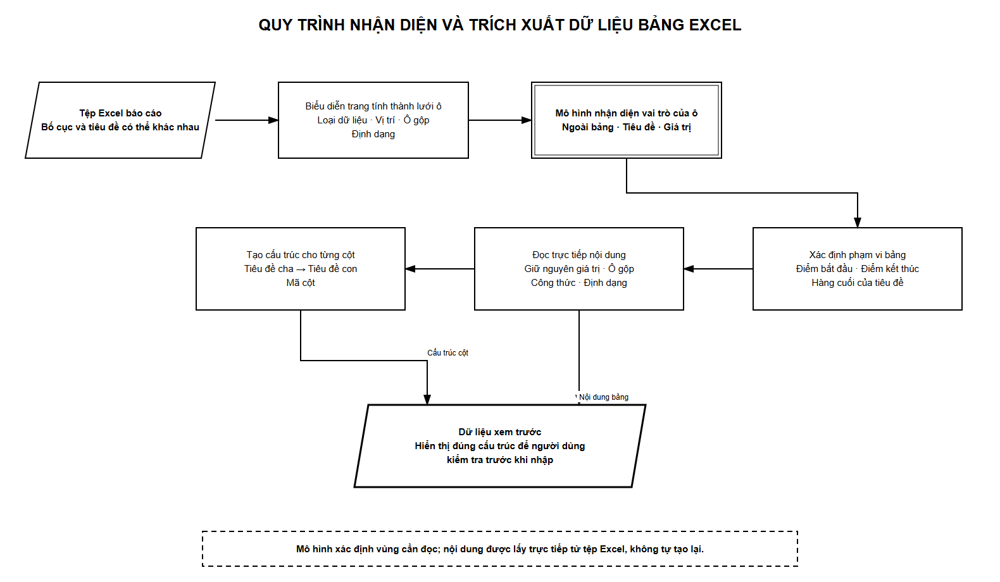 QUY TRÌNH NHẬN DIỆN VÀ TRÍCH XUẤT DỮ LIỆU BẢNG EXCEL
Tệp Excel báo cáo
Bố cục và tiêu đề có thể khác nhau
Biểu diễn trang tính thành lưới ô
Loại dữ liệu · Vị trí · Ô gộp
Định dạng
Mô hình nhận diện vai trò của ô
Ngoài bảng · Tiêu đề · Giá trị
Tạo cấu trúc cho từng cột
Tiêu đề cha → Tiêu đề con
Mã cột
Đọc trực tiếp nội dung
Giữ nguyên giá trị · Ô gộp
Công thức · Định dạng
Xác định phạm vi bảng
Điểm bắt đầu · Điểm kết thúc
Hàng cuối của tiêu đề
Cấu trúc cột
Nội dung bảng
Dữ liệu xem trước
Hiển thị đúng cấu trúc để người dùng
kiểm tra trước khi nhập
Mô hình xác định vùng cần đọc; nội dung được lấy trực tiếp từ tệp Excel, không tự tạo lại.